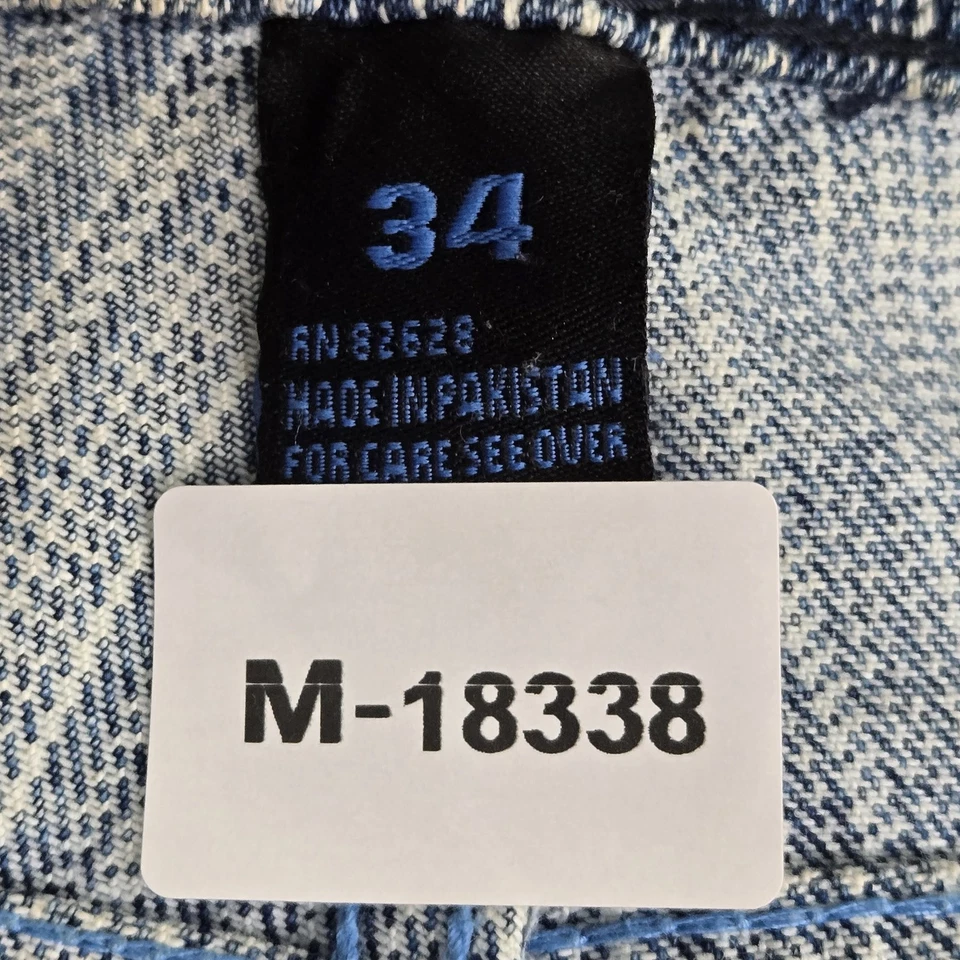 34
RN 82628
MADE IN PAKISTAN
FOR CARE SEE OVER
M-18338